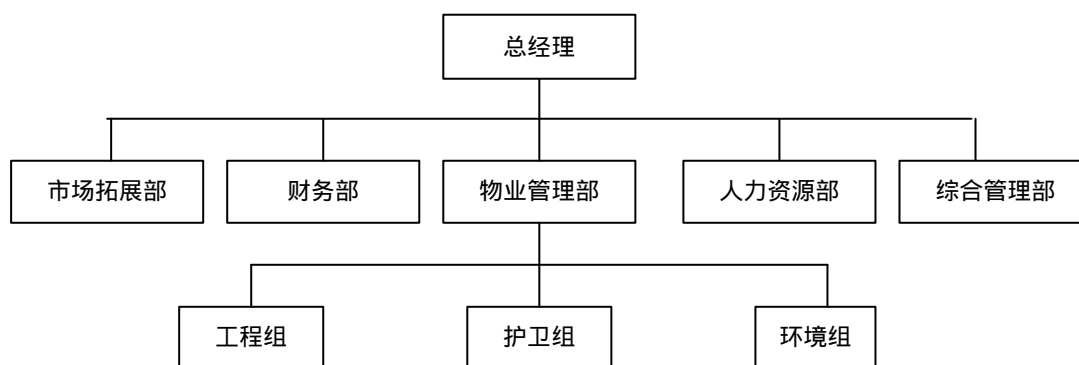 总经理
市场拓展部
财务部
物业管理部
人力资源部
综合管理部
工程组
护卫组
环境组